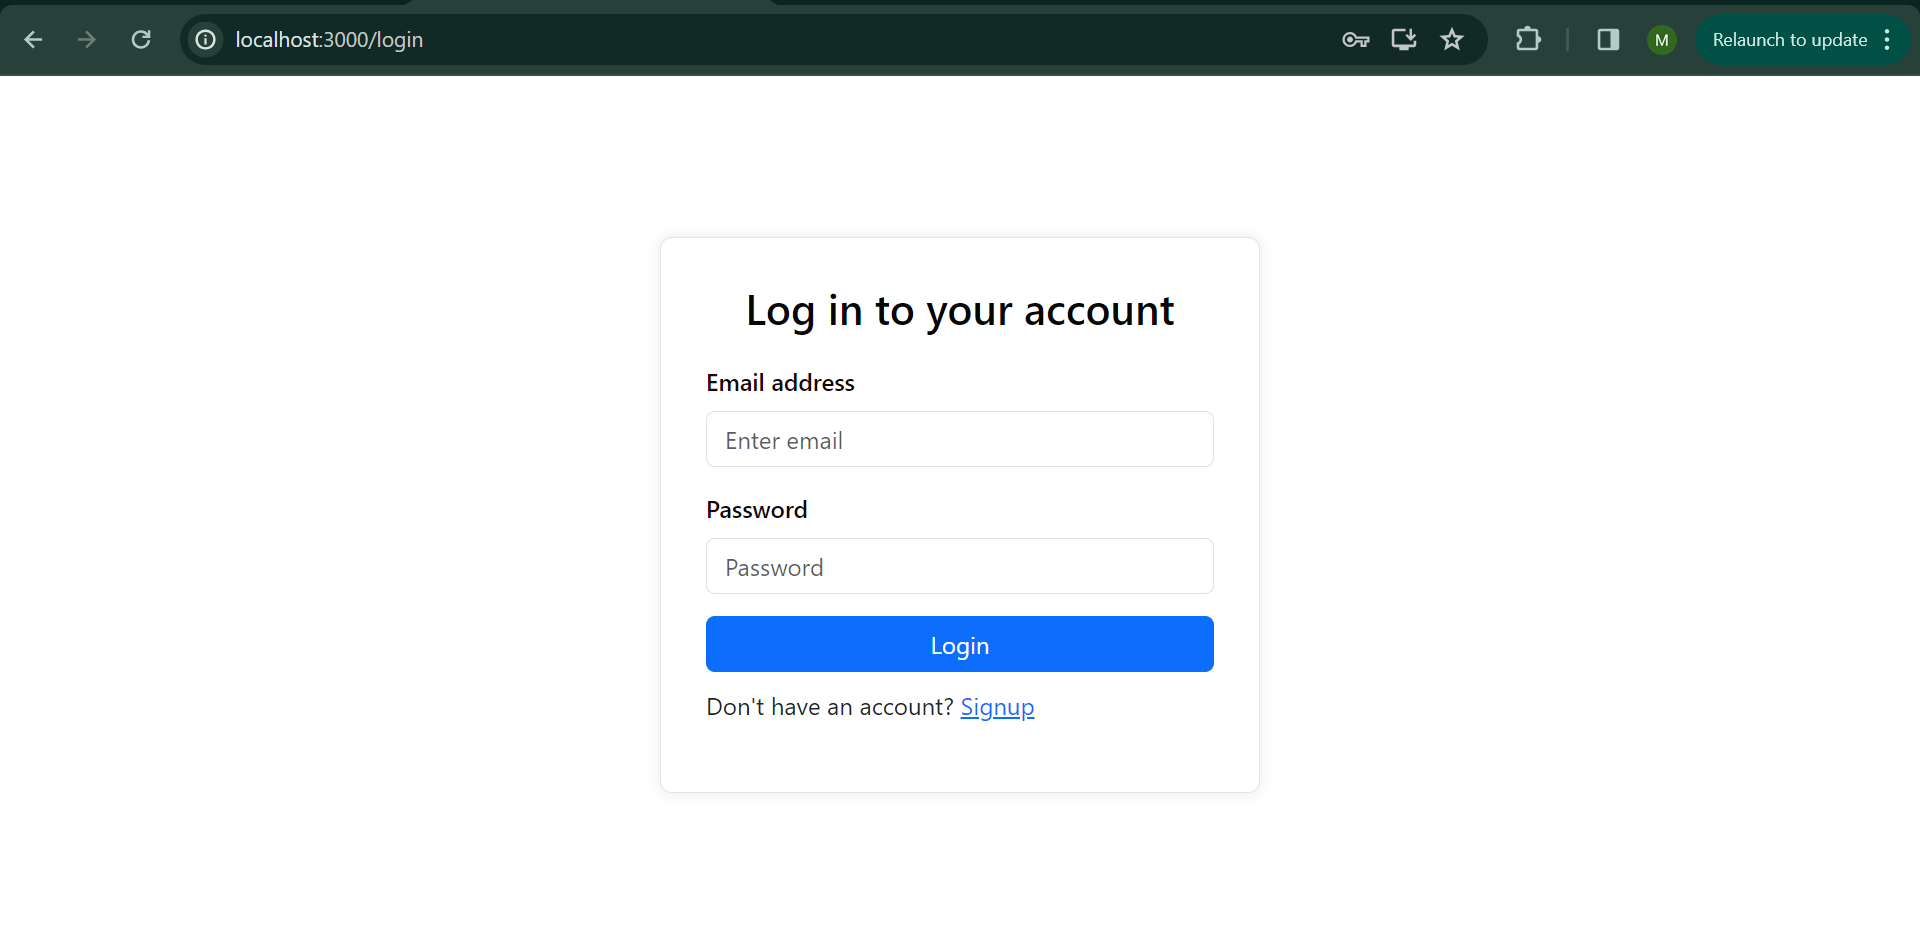 localhost:3000/login
M
Relaunch to update
Log in to your account
Email address
Enter email
Password
Password
Login
Don't have an account? Signup